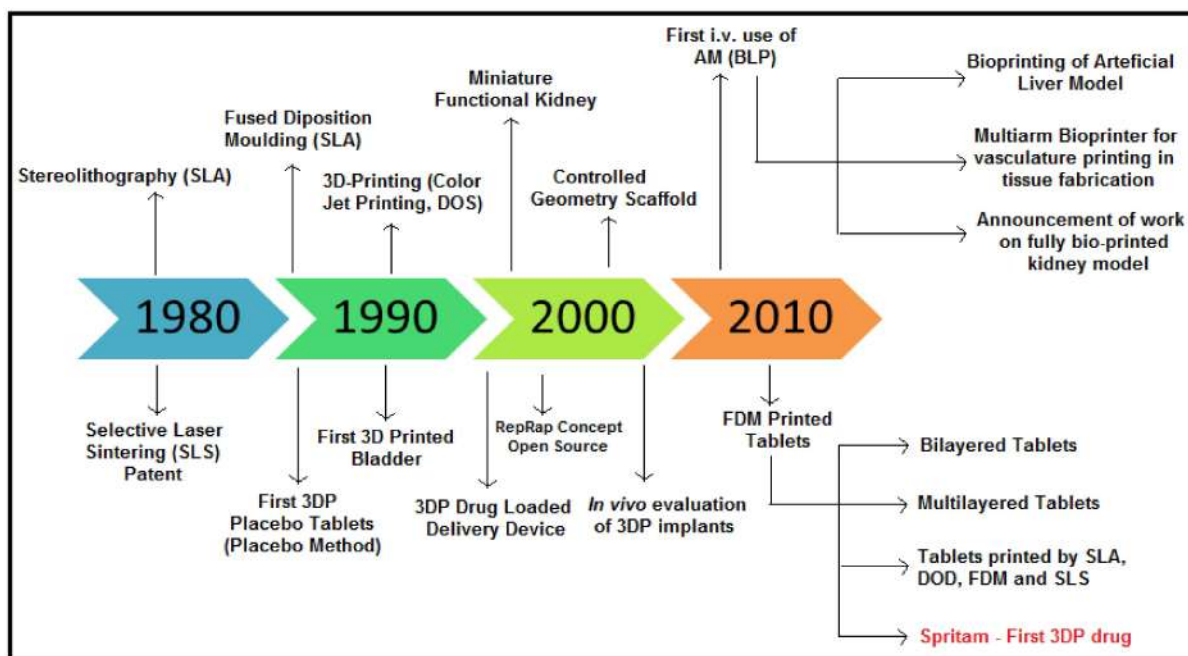 First i.v. use of
AM (BLP)
Bioprinting of Arteficial
Liver Model
Miniature
Functional Kidney
Fused Diposition
Moulding (SLA)
Multiarm Bioprinter for
vasculature printing in
tissue fabrication
Stereolithography (SLA)
3D-Printing (Color
Jet Printing, DOS)
Controlled
Geometry Scaffold
Announcement of work
on fully bio-printed
kidney model
1980
1990
2000
2010
Selective Laser
Sintering (SLS)
Patent
First 3D Printed
Bladder
RepRap Concept
Open Source
FDM Printed
Tablets
Bilayered Tablets
First 3DP
Placebo Tablets
(Placebo Method)
3DP Drug Loaded
Delivery Device
In vivo evaluation
of 3DP implants
Multilayered Tablets
Tablets printed by SLA,
DOD, FDM and SLS
Spritam - First 3DP drug